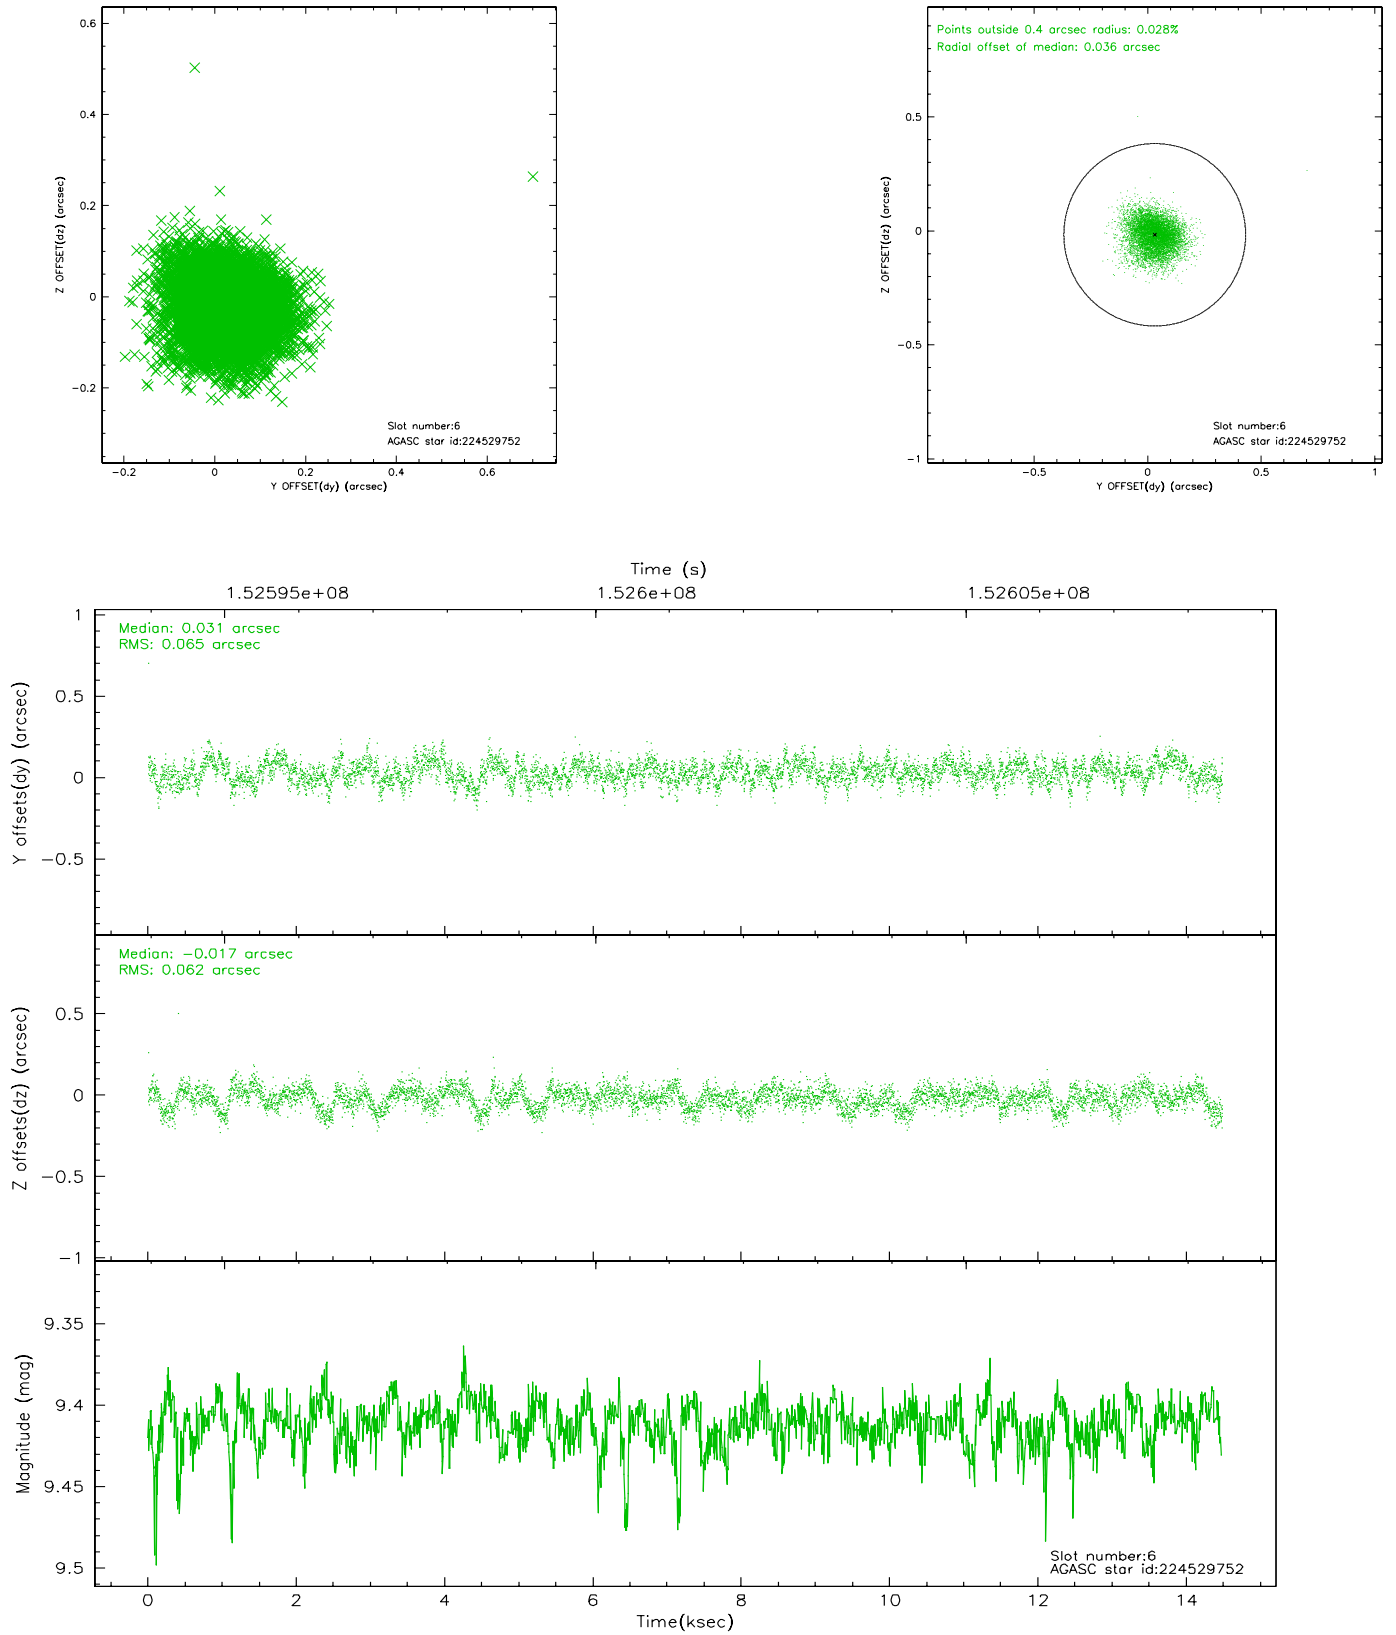 0.6
0.4
0.2
0
−0.2
Z OFFSET(dz) (arcsec)
Slot number:6
AGASC star id:224529752
−0.2 0 0.2 0.4 0.6
Y OFFSET(dy) (arcsec)
Points outside 0.4 arcsec radius: 0.028%
Radial offset of median: 0.036 arcsec
0.5
0
−0.5
−1
Z OFFSET(dz) (arcsec)
Slot number:6
AGASC star id:224529752
−0.5 0 0.5 1
Y OFFSET(dy) (arcsec)
Time (s)
1.52595e+08 1.526e+08 1.52605e+08
Median: 0.031 arcsec
RMS: 0.065 arcsec
1
0.5
0
−0.5
Y offsets(dy) (arcsec)
Median: −0.017 arcsec
RMS: 0.062 arcsec
0.5
0
−0.5
−1
Z offsets(dz) (arcsec)
9.35
9.4
9.45
9.5
Magnitude (mag)
Slot number:6
AGASC star id:224529752
0 2 4 6 8 10 12 14
Time(ksec)